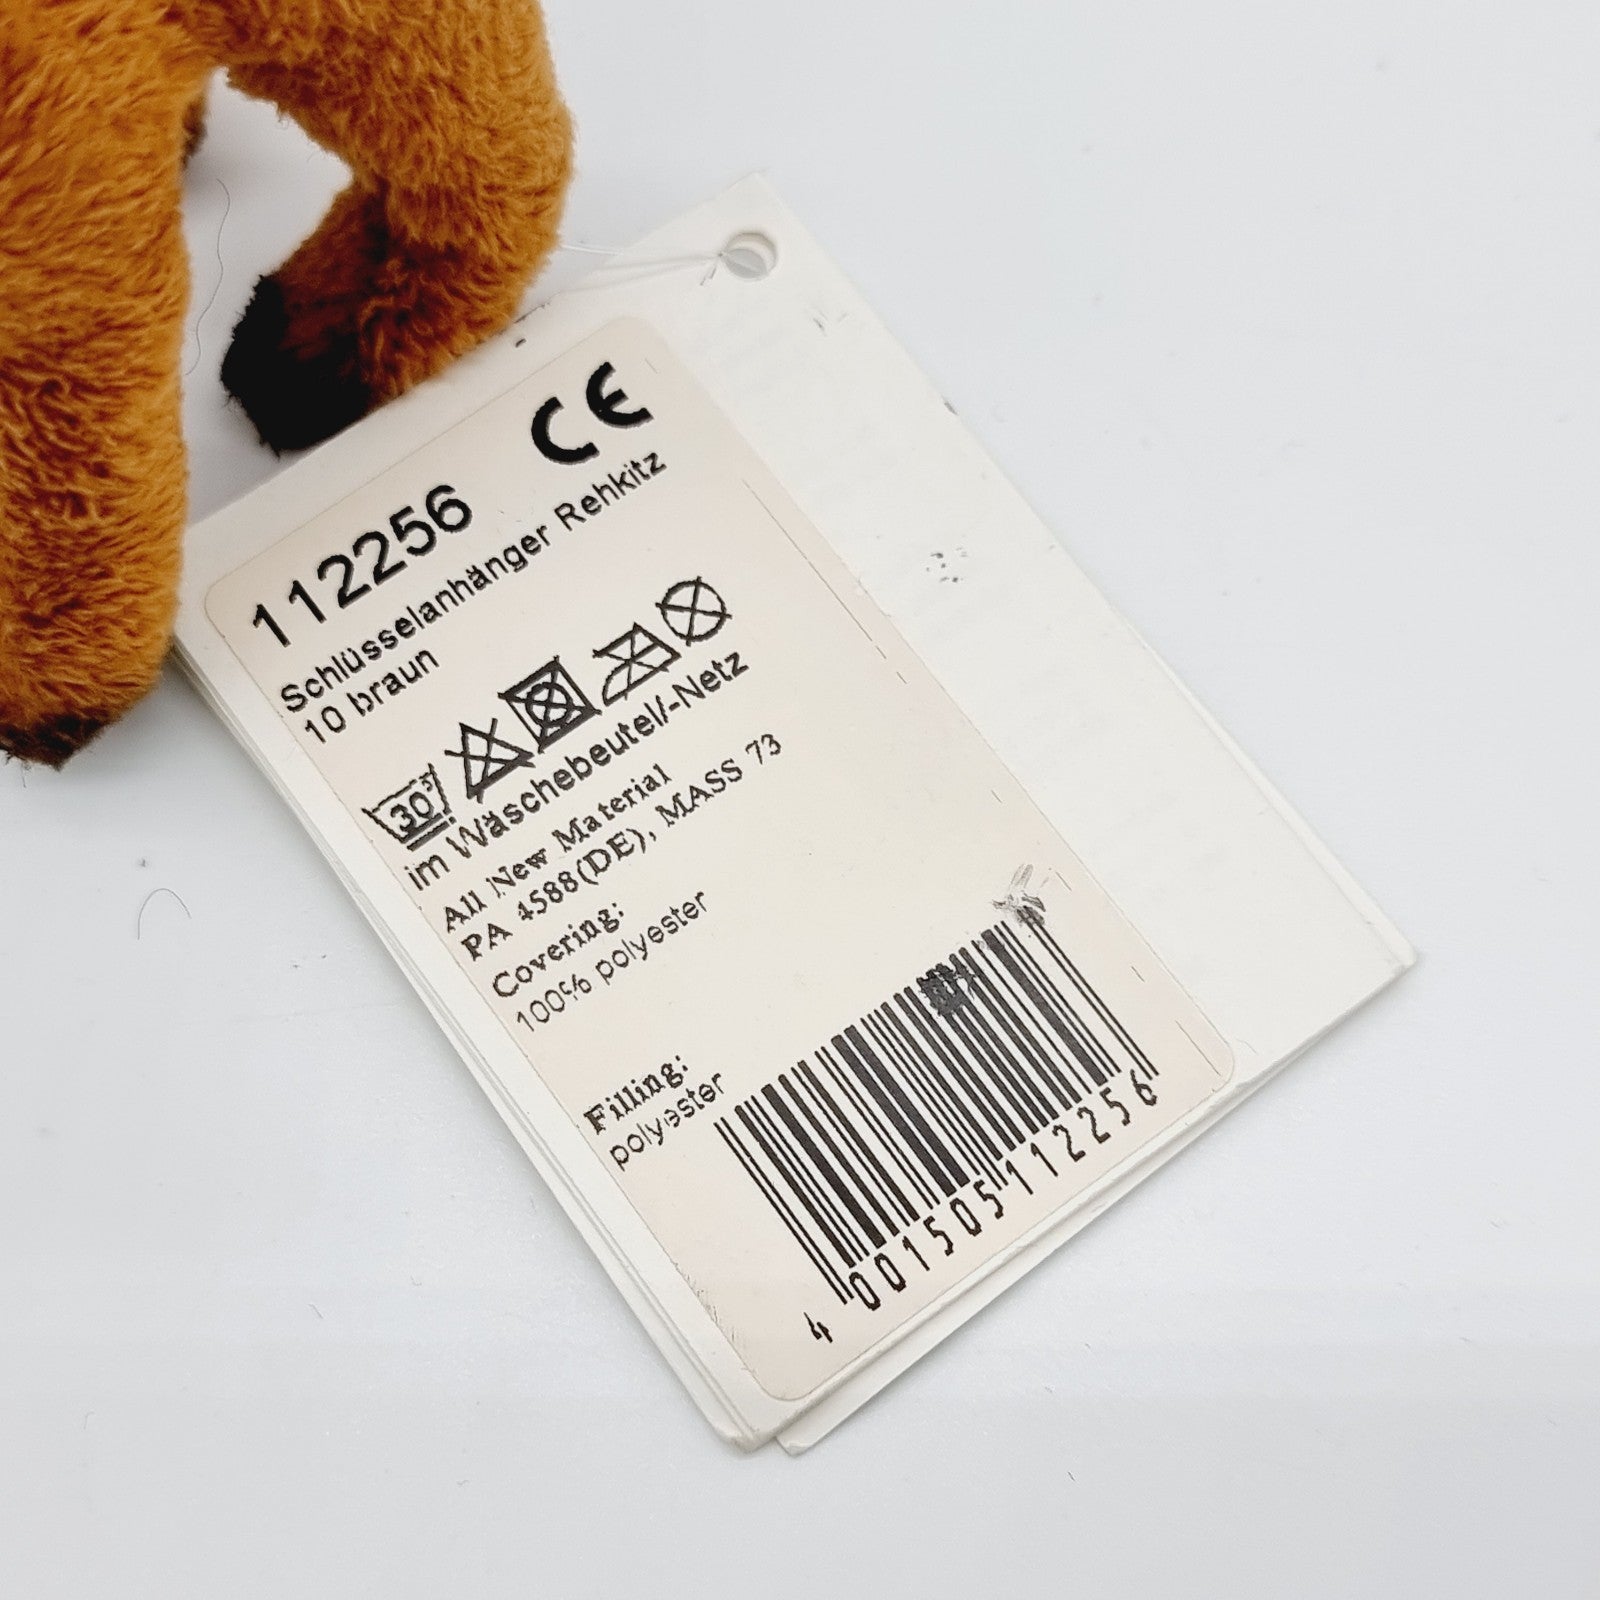 CE
112256
Schlüsselanhänger Rehkitz
10 braun
30°
im Wäschebeutel/-Netz
All New Material
PA 4588(DE), MASS 73
Covering:
100% polyester
Filling:
polyester
4 001505 112256